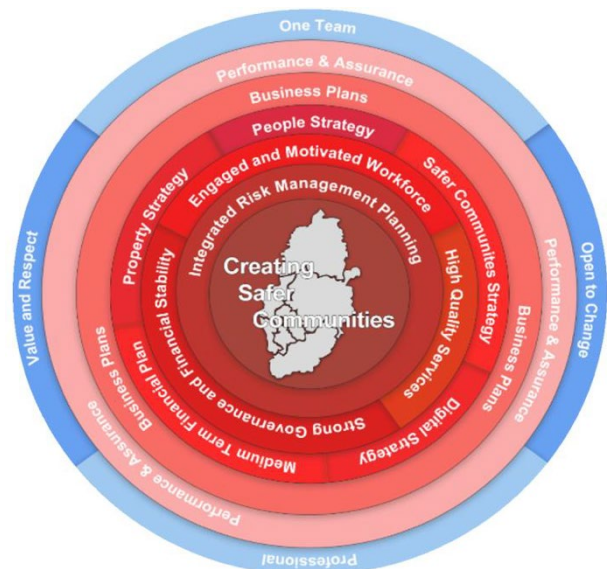 One Team
Open to Change
Professional
Value and Respect
Performance & Assurance
Performance & Assurance
Performance & Assurance
Business Plans
Business Plans
Business Plans
People Strategy
Safer Communites Strategy
Digital Strategy
Medium Term Financial Plan
Property Strategy
Engaged and Motivated Workforce
High Quality Services
Strong Governance and Financial Stability
Integrated Risk Management Planning
Creating
Safer
Communities